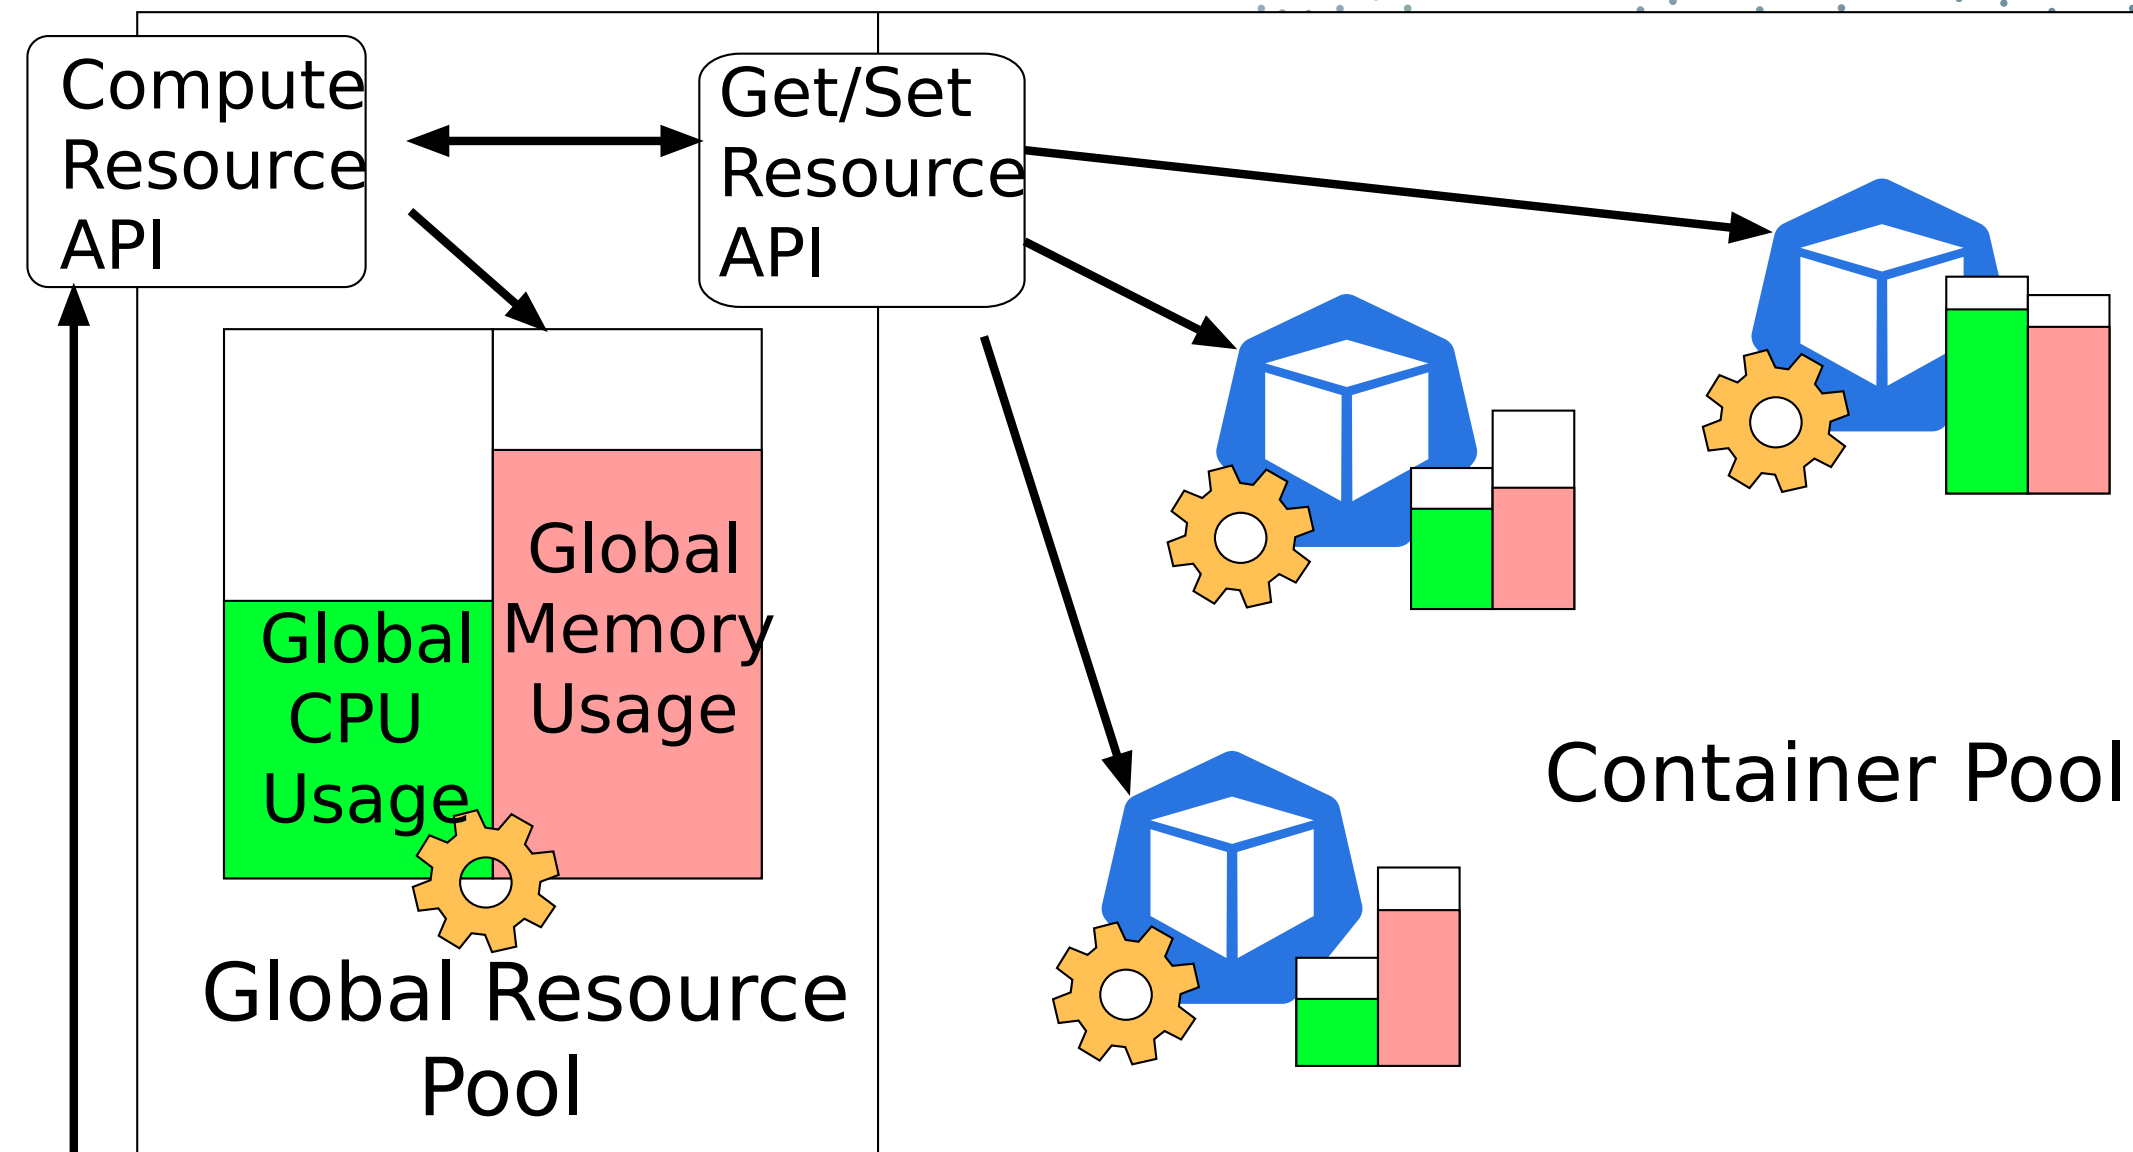 Compute
Resource
API
Get/Set
Resource
API
Global
CPU
Usage
Global
Memory
Usage
Global Resource
Pool
Container Pool